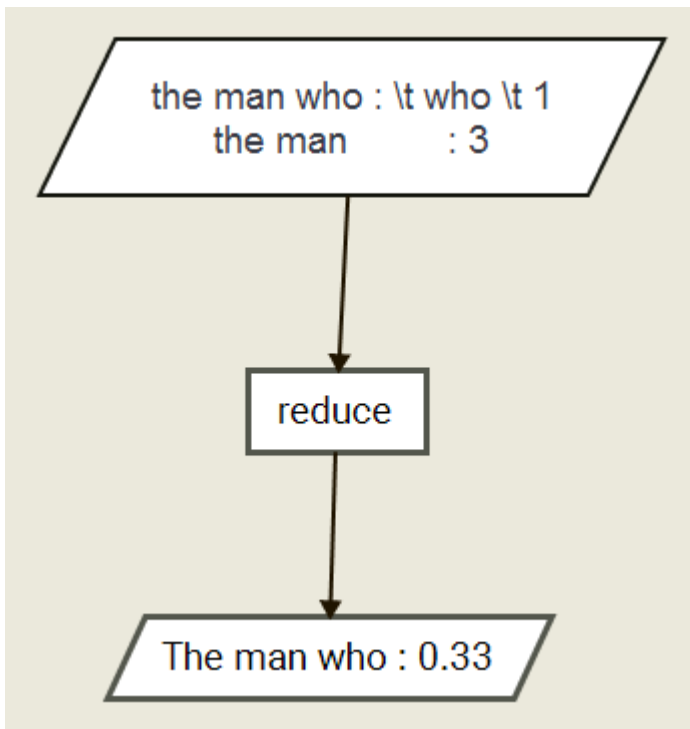 the man who : \t who \t 1
the man : 3
reduce
The man who : 0.33